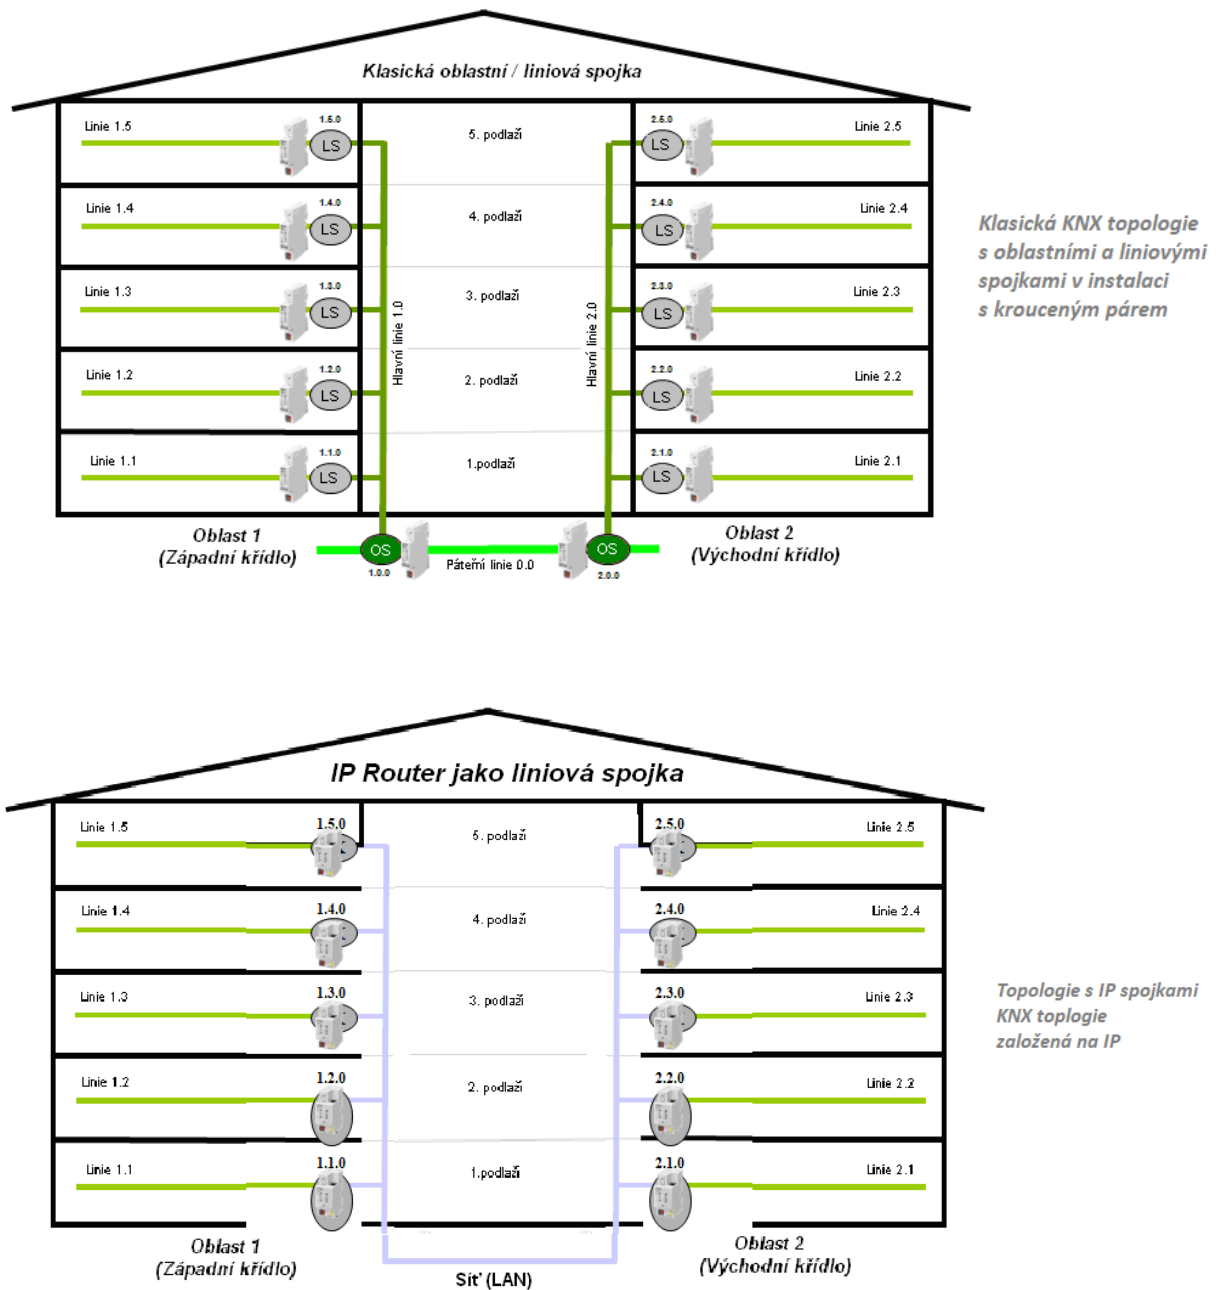 Klasická oblastní / liniová spojka
Linie 1.5
1.5.0
LS
5. podlaží
2.5.0
LS
Linie 2.5
Linie 1.4
1.4.0
LS
4. podlaží
2.4.0
LS
Linie 2.4
Linie 1.3
1.3.0
LS
3. podlaží
2.3.0
LS
Linie 2.3
Hlavní linie 1.0
Hlavní linie 2.0
Linie 1.2
1.2.0
LS
2. podlaží
2.2.0
LS
Linie 2.2
Linie 1.1
1.1.0
LS
1.podlaží
2.1.0
LS
Linie 2.1
Oblast 1
(Západní křídlo)
OS
1.0.0
Páteřní linie 0.0
OS
2.0.0
Oblast 2
(Východní křídlo)
Klasická KNX topologie
s oblastními a liniovými
spojkami v instalaci
s krouceným párem
IP Router jako liniová spojka
Linie 1.5
1.5.0
5. podlaží
2.5.0
Linie 2.5
Linie 1.4
1.4.0
4. podlaží
2.4.0
Linie 2.4
Linie 1.3
1.3.0
3. podlaží
2.3.0
Linie 2.3
Linie 1.2
1.2.0
2. podlaží
2.2.0
Linie 2.2
Linie 1.1
1.1.0
1.podlaží
2.1.0
Linie 2.1
Oblast 1
(Západní křídlo)
Síť (LAN)
Oblast 2
(Východní křídlo)
Topologie s IP spojkami
KNX toplogie
založená na IP